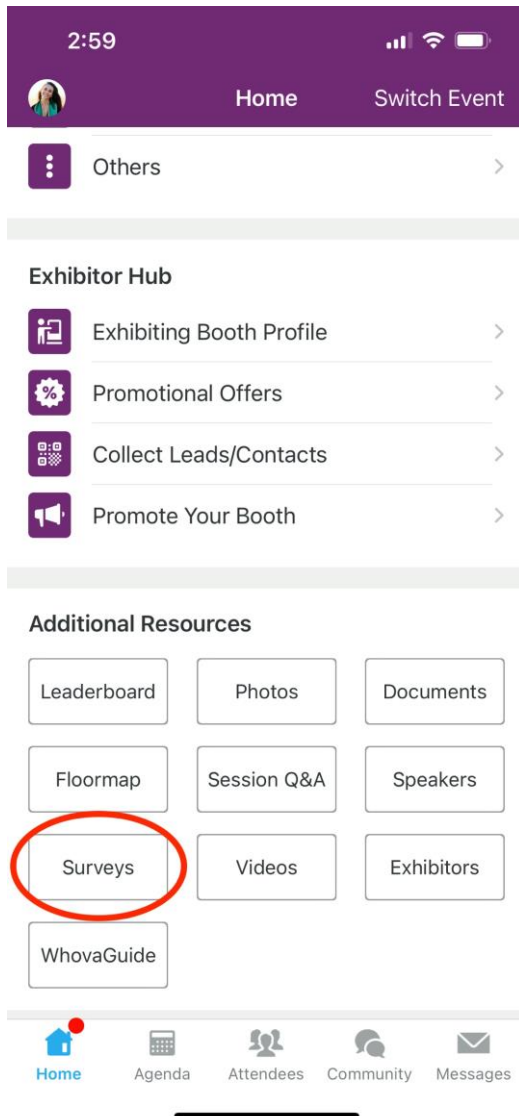 2:59
Home Switch Event
Others
Exhibitor Hub
Exhibiting Booth Profile
% Promotional Offers
Collect Leads/Contacts
Promote Your Booth
Additional Resources
Leaderboard Photos Documents
Floormap Session Q&A Speakers
Surveys Videos Exhibitors
WhovaGuide
Home Agenda Attendees Community Messages